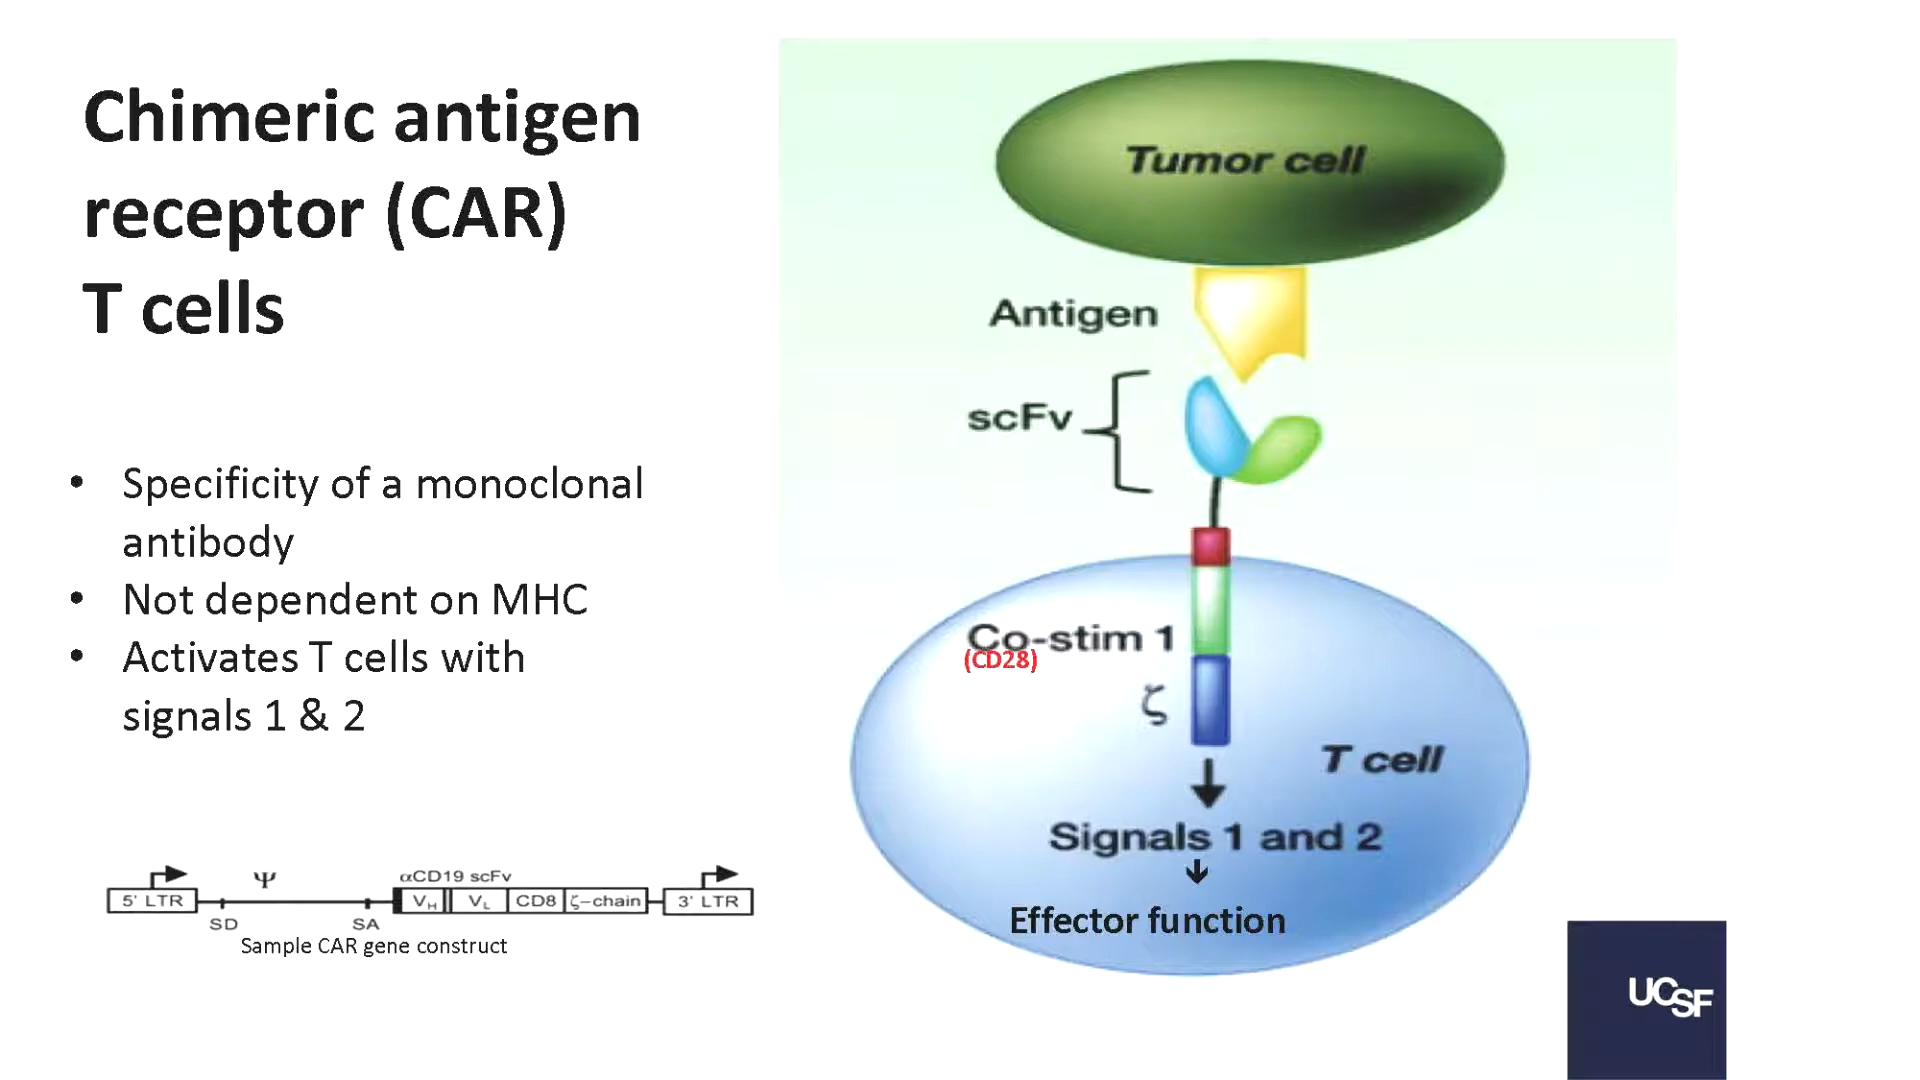 Chimeric antigen
receptor (CAR)
T cells
• Specificity of a monoclonal
antibody
• Not dependent on MHC
• Activates T cells with
signals 1 & 2
Ψ
αCD19 scFv
5' LTR
VH
VL
CD8
ζ–chain
3' LTR
SD
SA
Sample CAR gene construct
Tumor cell
Antigen
scFv
Co-stim 1
(CD28)
ζ
T cell
Signals 1 and 2
Effector function
UCSF